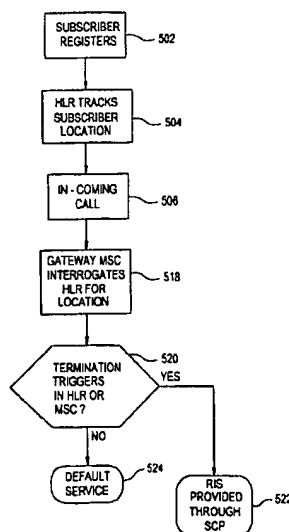 SUBSCRIBER
REGISTERS
502
HLR TRACKS
SUBSCRIBER
LOCATION
504
IN - COMING
CALL
506
GATEWAY MSC
INTERROGATES
HLR FOR
LOCATION
518
520
TERMINATION
TRIGGERS
IN HLR OR
MSC ?
YES
NO
DEFAULT
SERVICE
524
RIS
PROVIDED
THROUGH
SCP
522